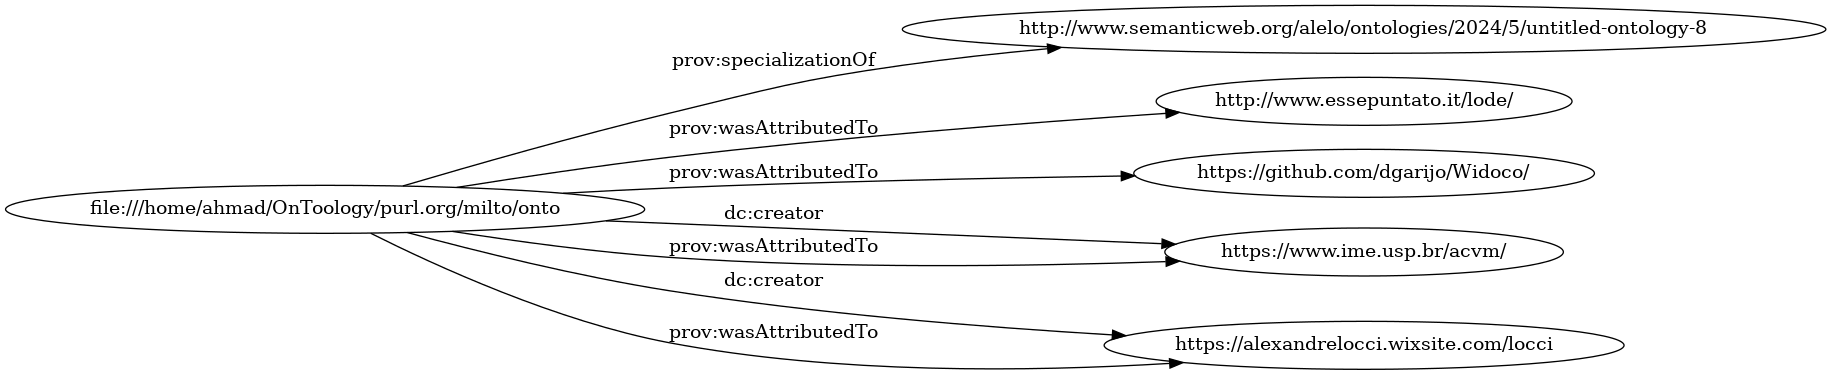 http://www.semanticweb.org/alelo/ontologies/2024/5/untitled-ontology-8
prov:specializationOf
http://www.essepuntato.it/lode/
prov:wasAttributedTo
prov:wasAttributedTo
https://github.com/dgarijo/Widoco/
file:///home/ahmad/OnToology/purl.org/milto/onto
dc:creator
prov:wasAttributedTo
https://www.ime.usp.br/acvm/
dc:creator
prov:wasAttributedTo
https://alexandrelocci.wixsite.com/locci